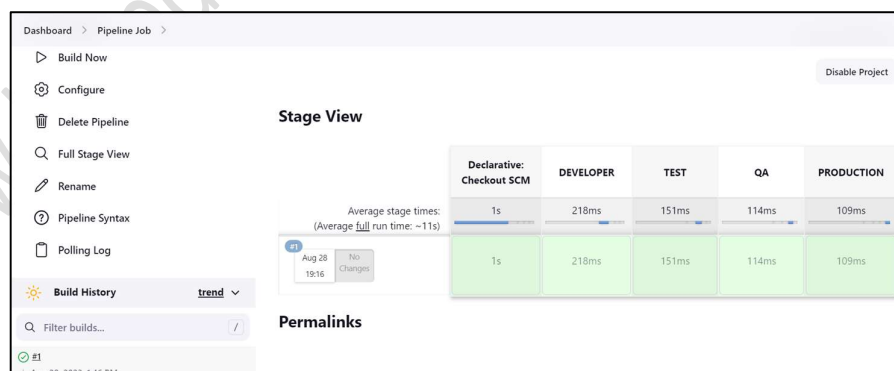 Dashboard > Pipeline Job >
Build Now
Configure
Delete Pipeline
Full Stage View
Rename
Pipeline Syntax
Polling Log
Build History trend
Filter builds... /
#1
Disable Project
Stage View
Declarative:
Checkout SCM
DEVELOPER
TEST
QA
PRODUCTION
Average stage times:
(Average full run time: ~11s)
1s 218ms 151ms 114ms 109ms
#1
Aug 28
19:16
No
Changes
1s 218ms 151ms 114ms 109ms
Permalinks